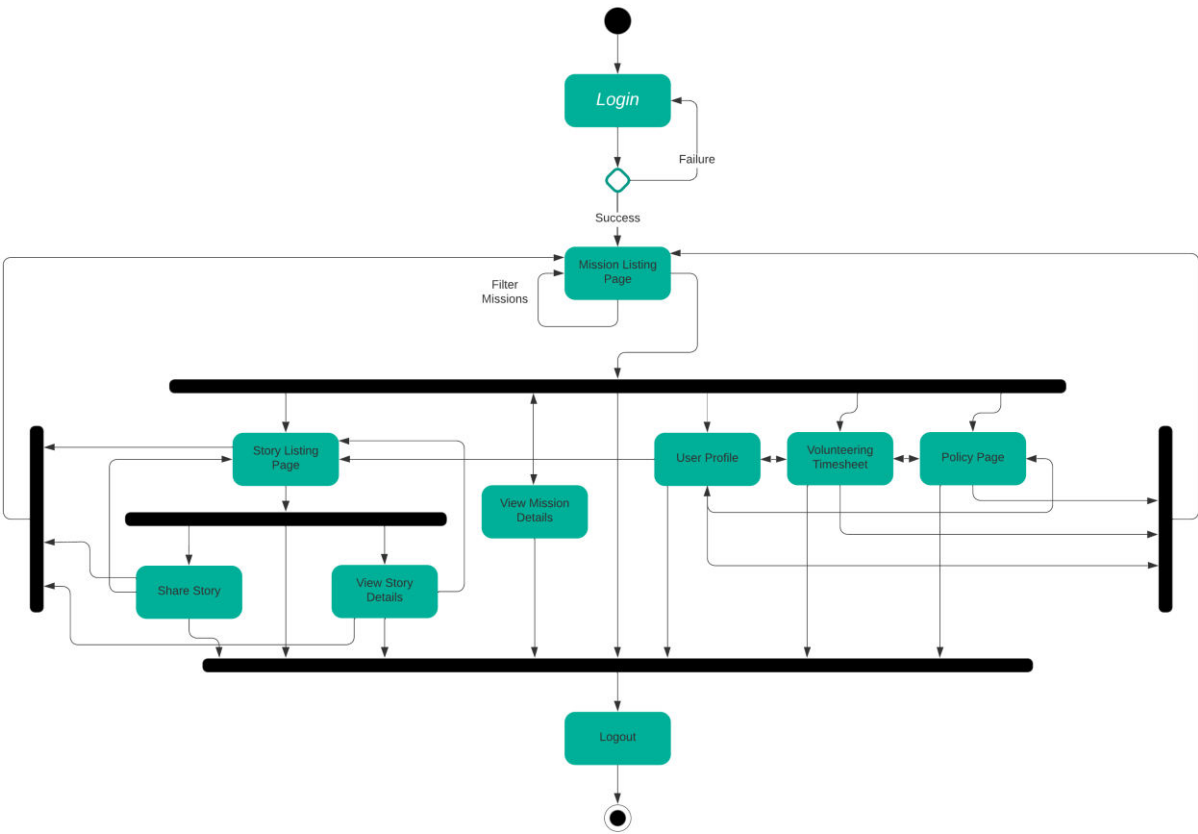 Login
Failure
Success
Mission Listing
Page
Filter
Missions
Story Listing
Page
User Profile
Volunteering
Timesheet
Policy Page
View Mission
Details
Share Story
View Story
Details
Logout